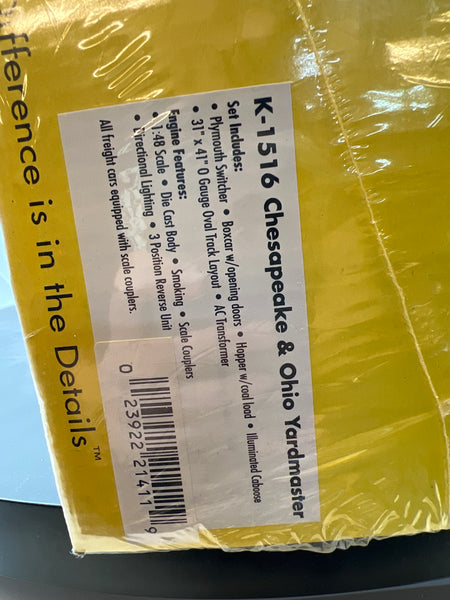 K-1516 Chesapeake & Ohio Yardmaster
Set Includes:
• Plymouth Switcher • Boxcar w/opening doors • Hopper w/coal load • Illuminated Caboose
• 31" x 41" O Gauge Oval Track Layout • AC Transformer
Engine Features:
• 1:48 Scale • Die Cast Body • Smoking • Scale Couplers
• Directional Lighting • 3 Position Reverse Unit
All freight cars equipped with scale couplers.
0 23922 21411 9
fference is in the Details™